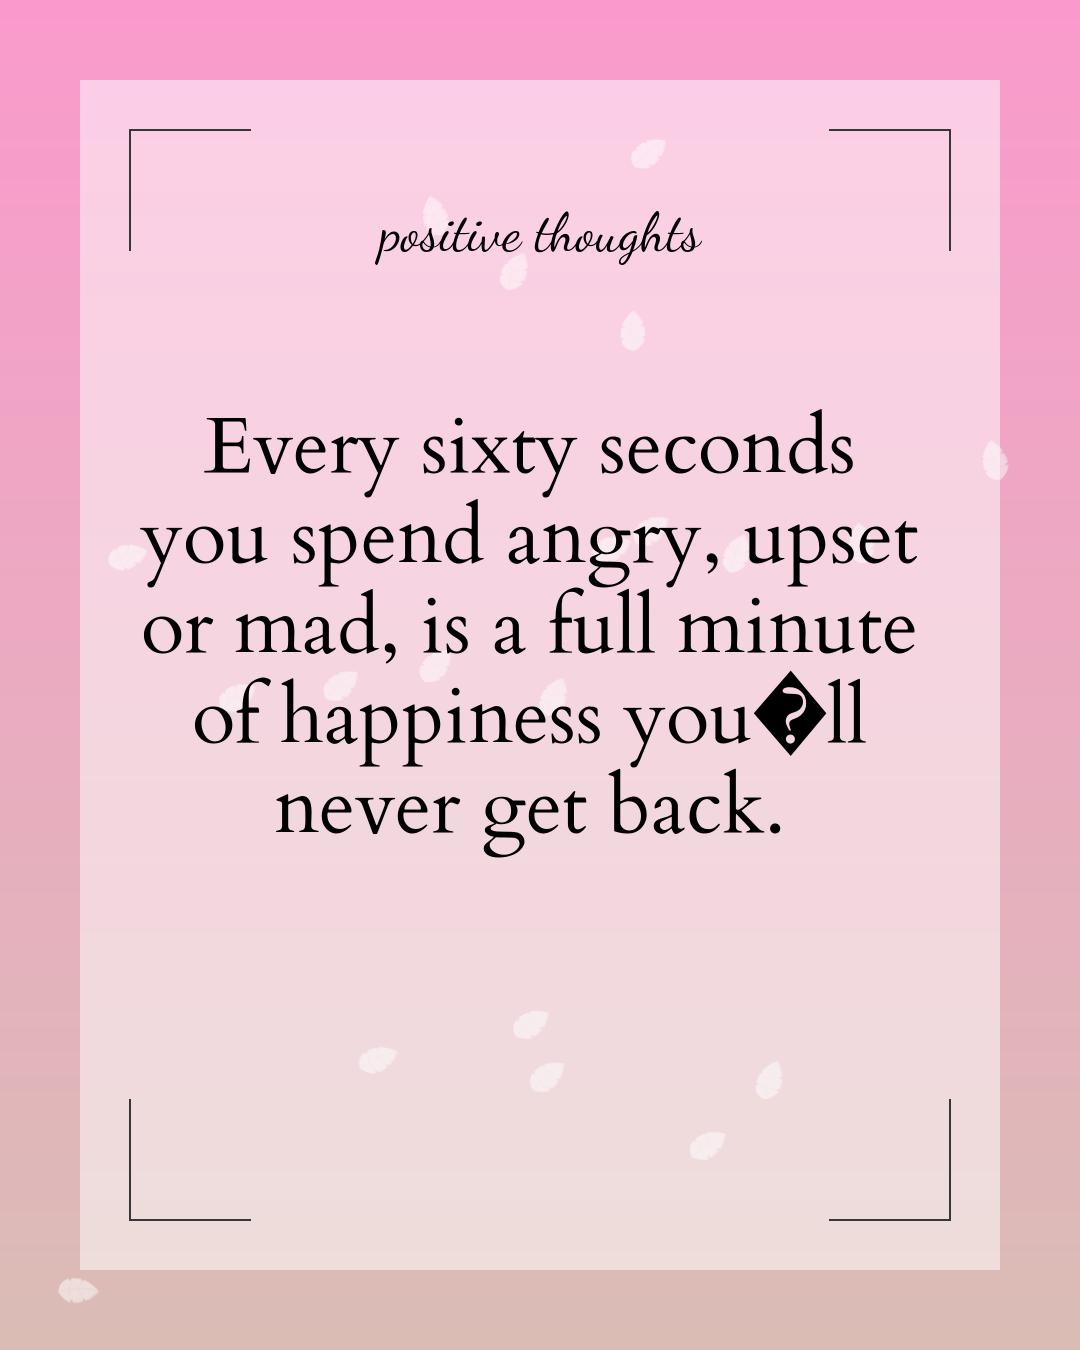 positive thoughts
Every sixty seconds
you spend angry, upset
or mad, is a full minute
of happiness you�ll
never get back.